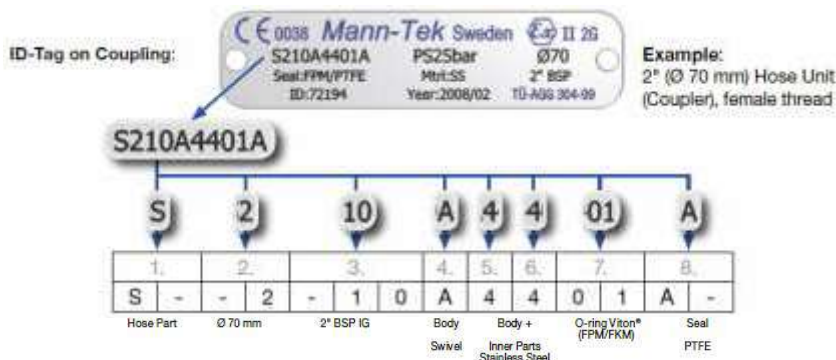 ID-Tag on Coupling:
CE 0038 Mann-Tek Sweden Ex II 2G
S210A4401A PS25bar Ø70
Seal:FPM/PTFE Mtrl:SS 2" BSP
ID:72194 Year:2008/02 TÜ-AGG 304-99
Example:
2" (Ø 70 mm) Hose Unit
(Coupler), female thread
S210A4401A
S 2 10 A 4 4 01 A
1. 2. 3. 4. 5. 6. 7. 8.
S - - 2 - 1 0 A 4 4 0 1 A -
Hose Part Ø 70 mm 2" BSP IG Body Body + O-ring Viton® Seal
(FPM/FKM)
Swivel Inner Parts PTFE
Stainless Steel